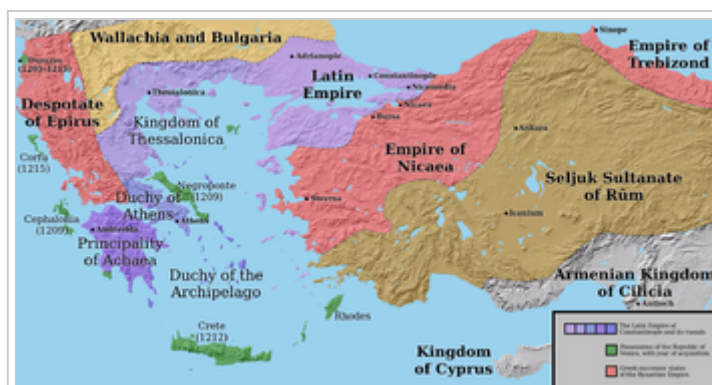 Wallachia and Bulgaria
Sinope
Empire of
Trebizond
Durazzo
(1205-1213)
Adrianople
Latin
Empire
Constantinople
Nicomedia
Nicaea
Bursa
Despotate
of Epirus
Thessalonica
Kingdom of
Thessalonica
Ankara
Empire of
Nicaea
Seljuk Sultanate
of Rûm
Corfu
(1215)
Negroponte
(1209)
Duchy of
Athens
Athens
Smyrna
Iconium
Cephalonia
(1209)
Andravida
Principality
of Achaea
Duchy of the
Archipelago
Armenian Kingdom
of Cilicia
Antioch
Rhodes
Crete
(1212)
Kingdom
of Cyprus
The Latin Empire of
Constantinople and its vassals
Possessions of the Republic of
Venice, with year of acquisition
Greek successor states
of the Byzantine Empire